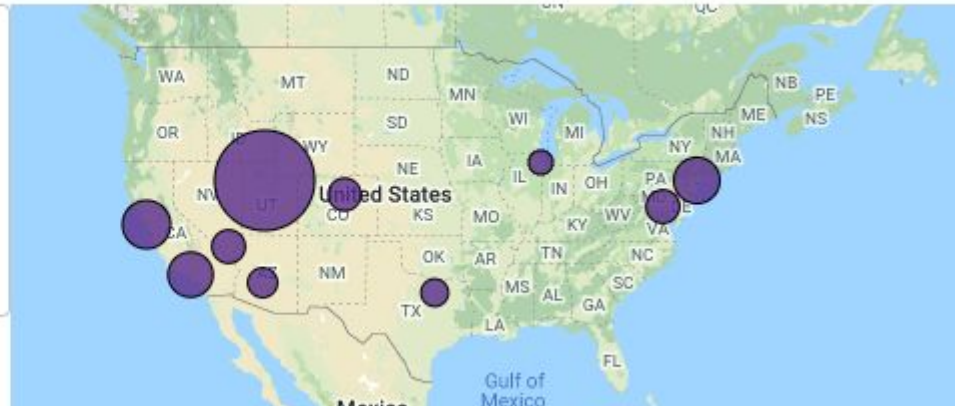 QC
WA
MT
ND
MN
NB
PE
OR
SD
WI
MI
ME
NS
WY
NY
NH
MA
NE
IA
IL
IN
OH
PA
NV
UT
United States
CO
KS
MO
KY
WV
VA
CA
OK
AR
TN
NC
NM
MS
AL
SC
TX
GA
LA
FL
Gulf of
Mexico
Mexico